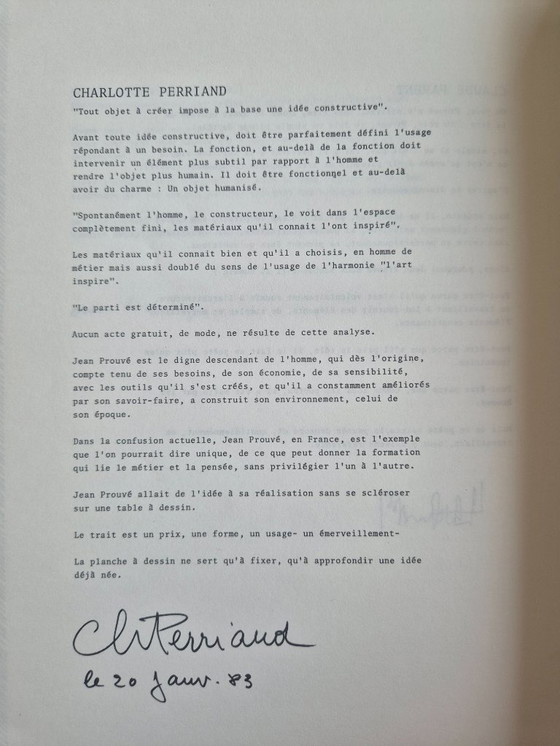 CHARLOTTE PERRIAND
"Tout objet à créer impose à la base une idée constructive".
Avant toute idée constructive, doit être parfaitement défini l'usage
répondant à un besoin. La fonction, et au-delà de la fonction doit
intervenir un élément plus subtil par rapport à l'homme et
rendre l'objet plus humain. Il doit être fonctionnel et au-delà
avoir du charme : Un objet humanisé.
"Spontanément l'homme, le constructeur, le voit dans l'espace
complètement fini, les matériaux qu'il connait l'ont inspiré".
Les matériaux qu'il connait bien et qu'il a choisis, en homme de
métier mais aussi doublé du sens de l'usage de l'harmonie "l'art
inspire".
"Le parti est déterminé".
Aucun acte gratuit, de mode, ne résulte de cette analyse.
Jean Prouvé est le digne descendant de l'homme, qui dès l'origine,
compte tenu de ses besoins, de son économie, de sa sensibilité,
avec les outils qu'il s'est créés, et qu'il a constamment améliorés
par son savoir-faire, a construit son environnement, celui de
son époque.
Dans la confusion actuelle, Jean Prouvé, en France, est l'exemple
que l'on pourrait dire unique, de ce que peut donner la formation
qui lie le métier et la pensée, sans privilégier l'un à l'autre.
Jean Prouvé allait de l'idée à sa réalisation sans se scléroser
sur une table à dessin.
Le trait est un prix, une forme, un usage- un émerveillement-
La planche à dessin ne sert qu'à fixer, qu'à approfondir une idée
déjà née.
Ch Perriand
le 20 Janv. 83